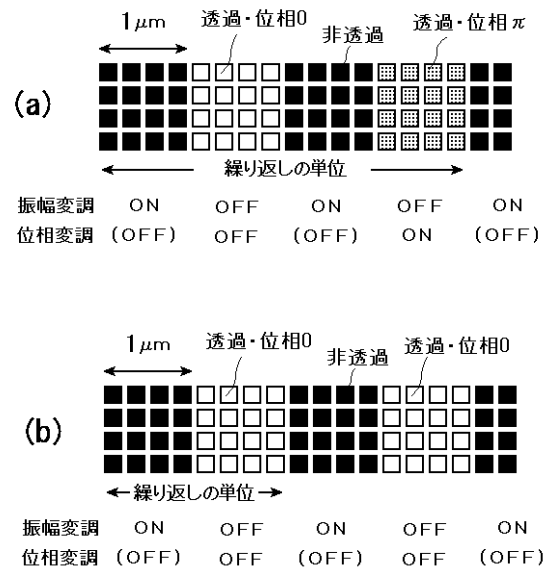 1μm
透過・位相0
非透過
透過・位相π
(a)
繰り返しの単位
振幅変調 ON OFF ON OFF ON
位相変調 (OFF) OFF (OFF) ON (OFF)
1μm
透過・位相0
非透過
透過・位相0
(b)
繰り返しの単位
振幅変調 ON OFF ON OFF ON
位相変調 (OFF) OFF (OFF) OFF (OFF)